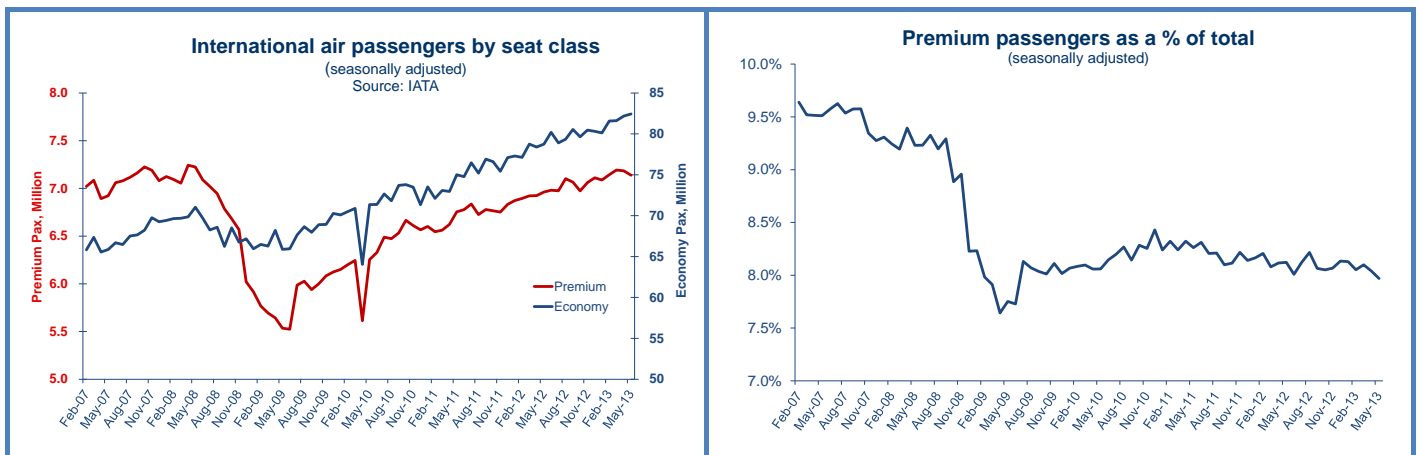 International air passengers by seat class
(seasonally adjusted)
Source: IATA
Premium Pax, Million
8.0
7.5
7.0
6.5
6.0
5.5
5.0
Economy Pax, Million
85
80
75
70
65
60
55
50
Premium
Economy
Feb-07
May-07
Aug-07
Nov-07
Feb-08
May-08
Aug-08
Nov-08
Feb-09
May-09
Aug-09
Nov-09
Feb-10
May-10
Aug-10
Nov-10
Feb-11
May-11
Aug-11
Nov-11
Feb-12
May-12
Aug-12
Nov-12
Feb-13
May-13
Premium passengers as a % of total
(seasonally adjusted)
10.0%
9.5%
9.0%
8.5%
8.0%
7.5%
7.0%
Feb-07
May-07
Aug-07
Nov-07
Feb-08
May-08
Aug-08
Nov-08
Feb-09
May-09
Aug-09
Nov-09
Feb-10
May-10
Aug-10
Nov-10
Feb-11
May-11
Aug-11
Nov-11
Feb-12
May-12
Aug-12
Nov-12
Feb-13
May-13